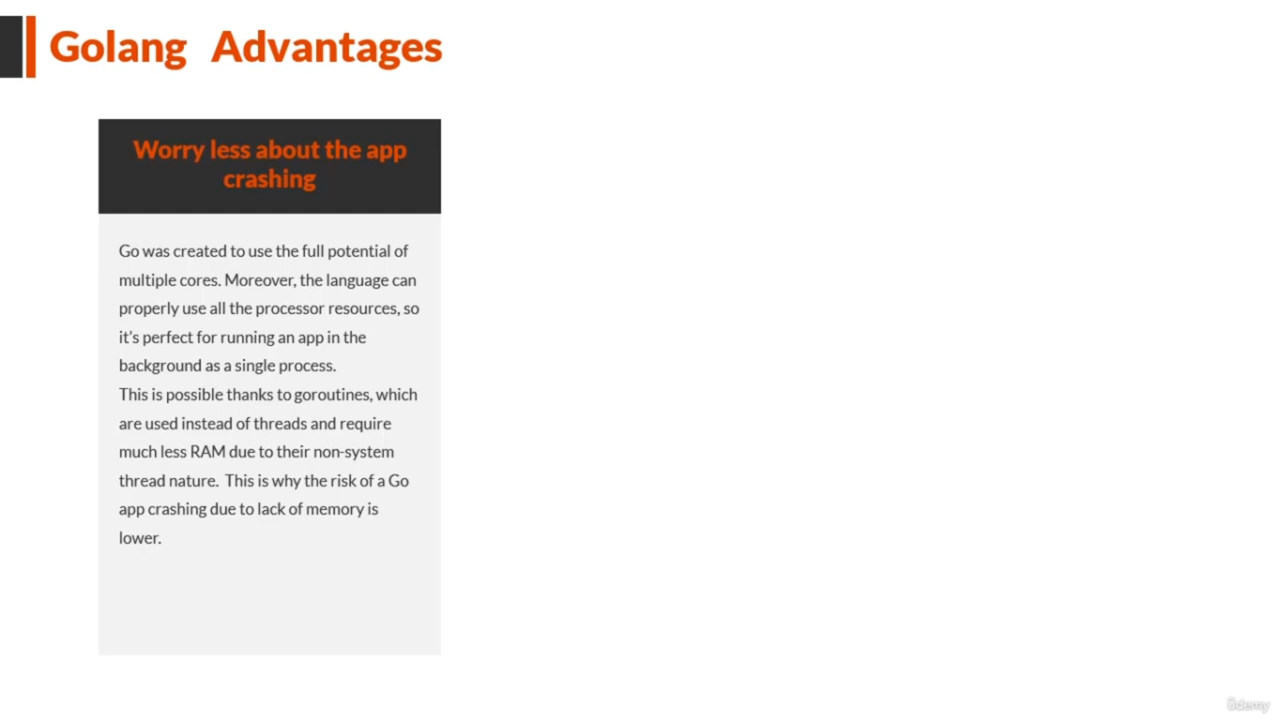 Golang Advantages
Worry less about the app
crashing
Go was created to use the full potential of
multiple cores. Moreover, the language can
properly use all the processor resources, so
it's perfect for running an app in the
background as a single process.
This is possible thanks to goroutines, which
are used instead of threads and require
much less RAM due to their non-system
thread nature. This is why the risk of a Go
app crashing due to lack of memory is
lower.
ûdemy